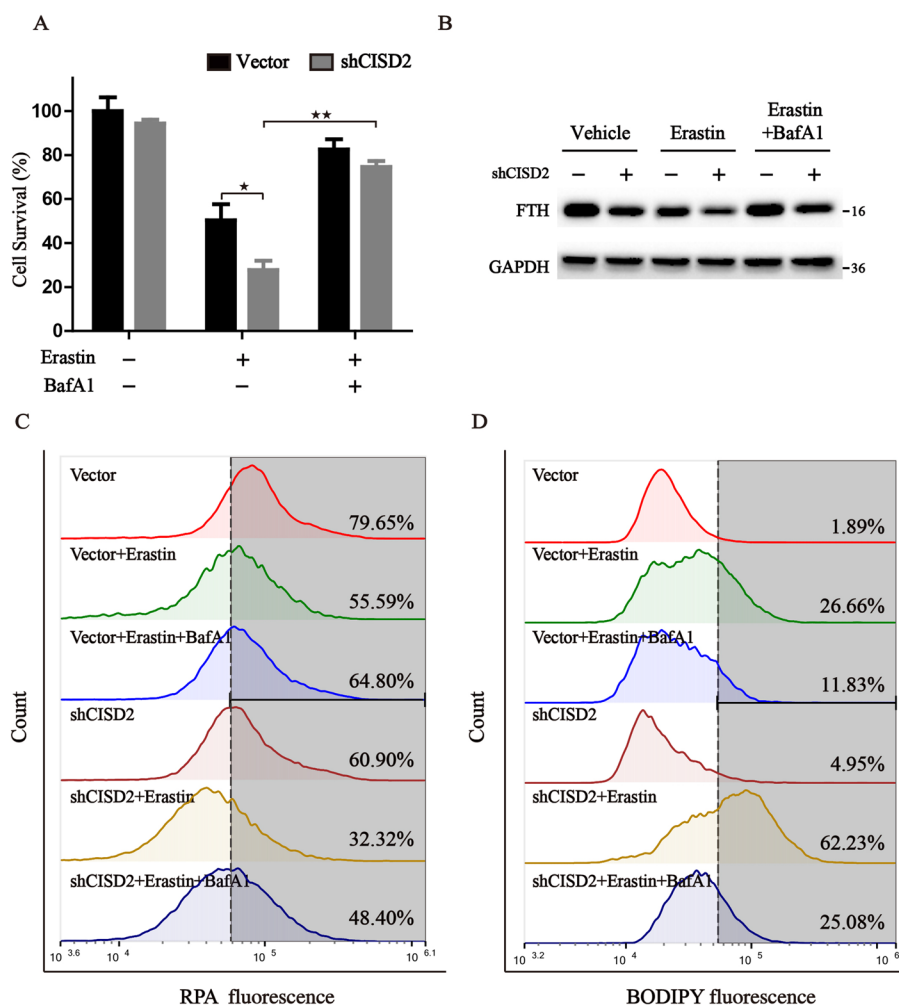 A
B
Vector shCISD2
Cell Survival (%)
100
80
60
40
20
0
★
★★
Erastin − + +
BafA1 − − +
Vehicle Erastin Erastin +BafA1
shCISD2 − + − + − +
FTH -16
GAPDH -36
C
Count
Vector
79.65%
Vector+Erastin
55.59%
Vector+Erastin+BafA1
64.80%
shCISD2
60.90%
shCISD2+Erastin
32.32%
shCISD2+Erastin+BafA1
48.40%
10 3.6 10 4 10 5 10 6.1
RPA fluorescence
D
Count
Vector
1.89%
Vector+Erastin
26.66%
Vector+Erastin+BafA1
11.83%
shCISD2
4.95%
shCISD2+Erastin
62.23%
shCISD2+Erastin+BafA1
25.08%
10 3.2 10 4 10 5 10 6
BODIPY fluorescence